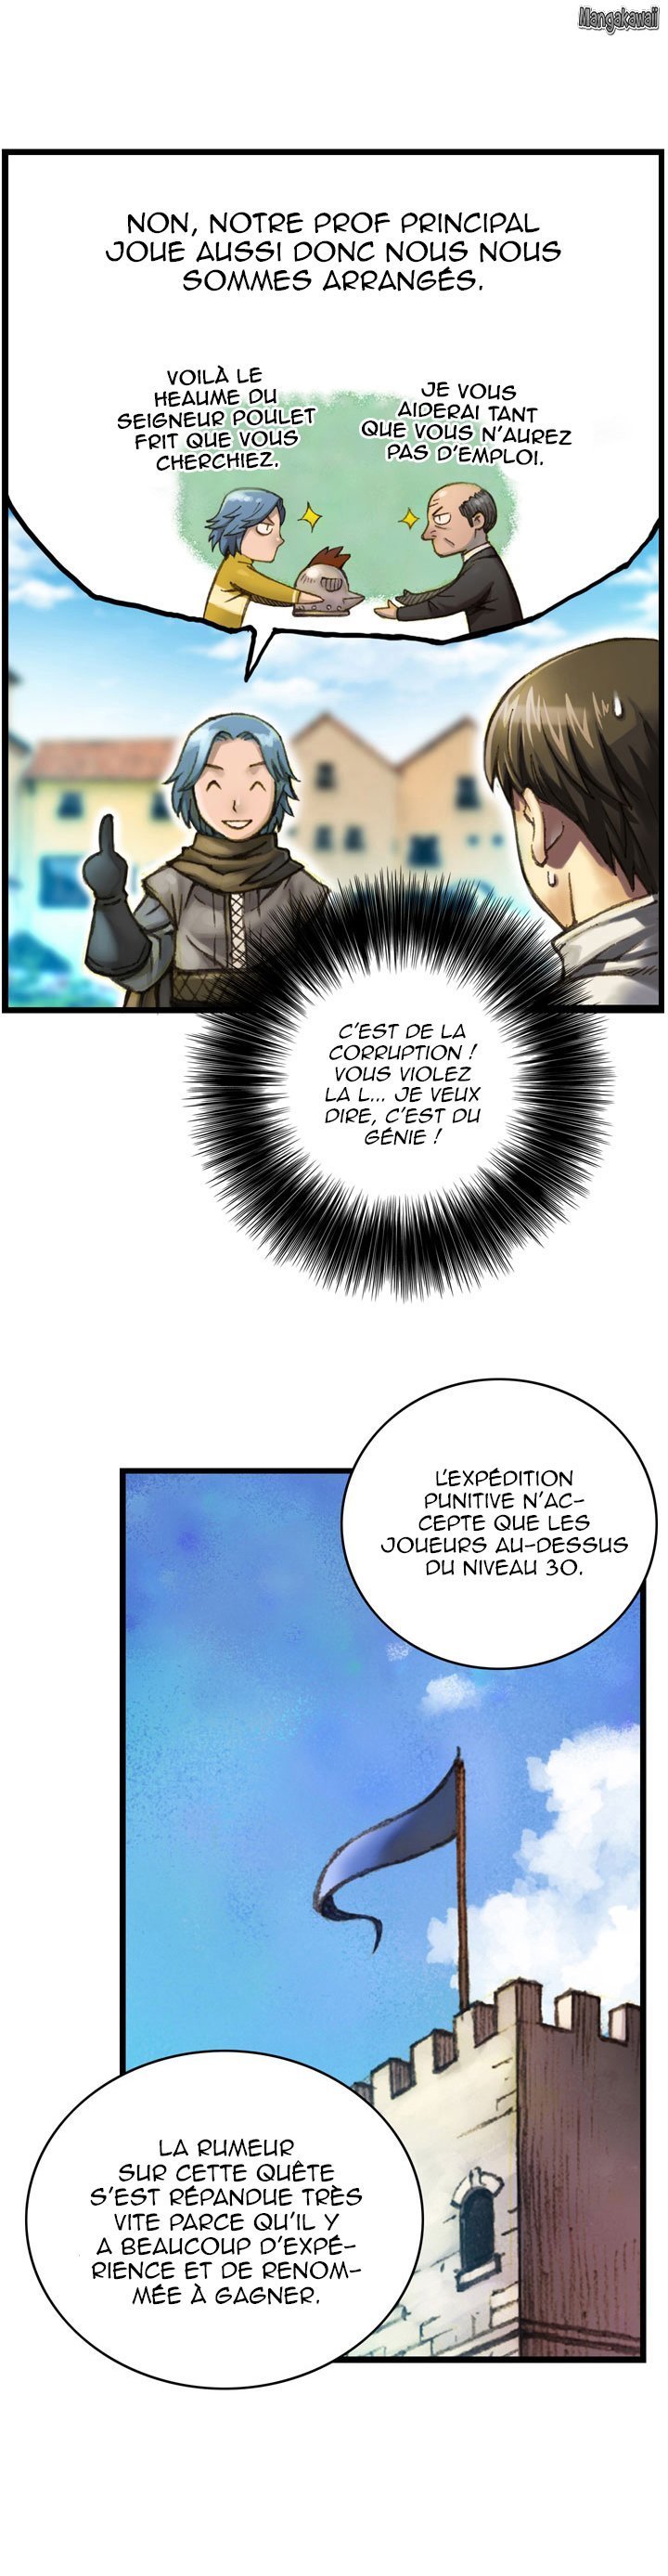 Mangakawaii
NON, NOTRE PROF PRINCIPAL
JOUE AUSSI DONC NOUS NOUS
SOMMES ARRANGÉS.
VOILÀ LE
HEAUME DU
SEIGNEUR POULET
FRIT QUE VOUS
CHERCHIEZ.
JE VOUS
AIDERAI TANT
QUE VOUS N'AUREZ
PAS D'EMPLOI.
C'EST DE LA
CORRUPTION !
VOUS VIOLEZ
LA L... JE VEUX
DIRE, C'EST DU
GÉNIE !
L'EXPÉDITION
PUNITIVE N'AC-
CEPTE QUE LES
JOUEURS AU-DESSUS
DU NIVEAU 30.
LA RUMEUR
SUR CETTE QUÊTE
S'EST RÉPANDUE TRÈS
VITE PARCE QU'IL Y
A BEAUCOUP D'EXPÉ-
RIENCE ET DE RENOM-
MÉE À GAGNER.